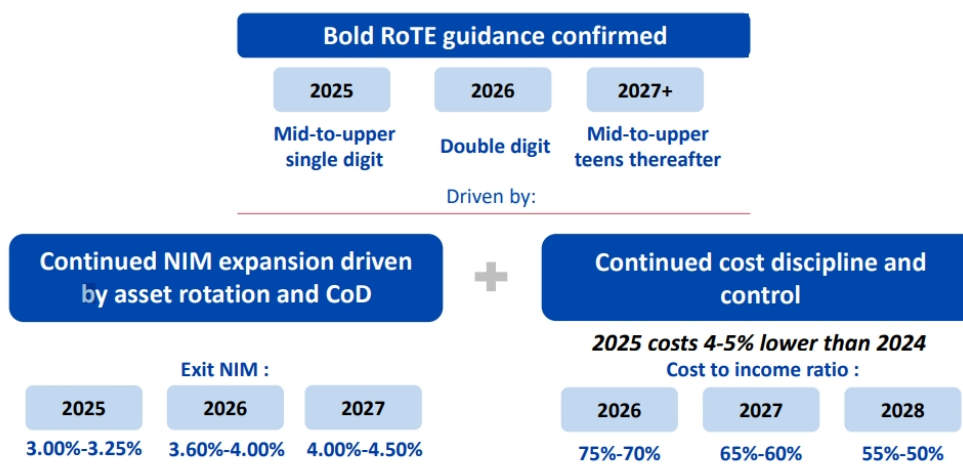 Bold RoTE guidance confirmed
2025
2026
2027+
Mid-to-upper
single digit
Double digit
Mid-to-upper
teens thereafter
Driven by:
Continued NIM expansion driven
by asset rotation and CoD
+
Continued cost discipline and
control
2025 costs 4-5% lower than 2024
Exit NIM :
2025
2026
2027
3.00%-3.25%
3.60%-4.00%
4.00%-4.50%
Cost to income ratio :
2026
2027
2028
75%-70%
65%-60%
55%-50%